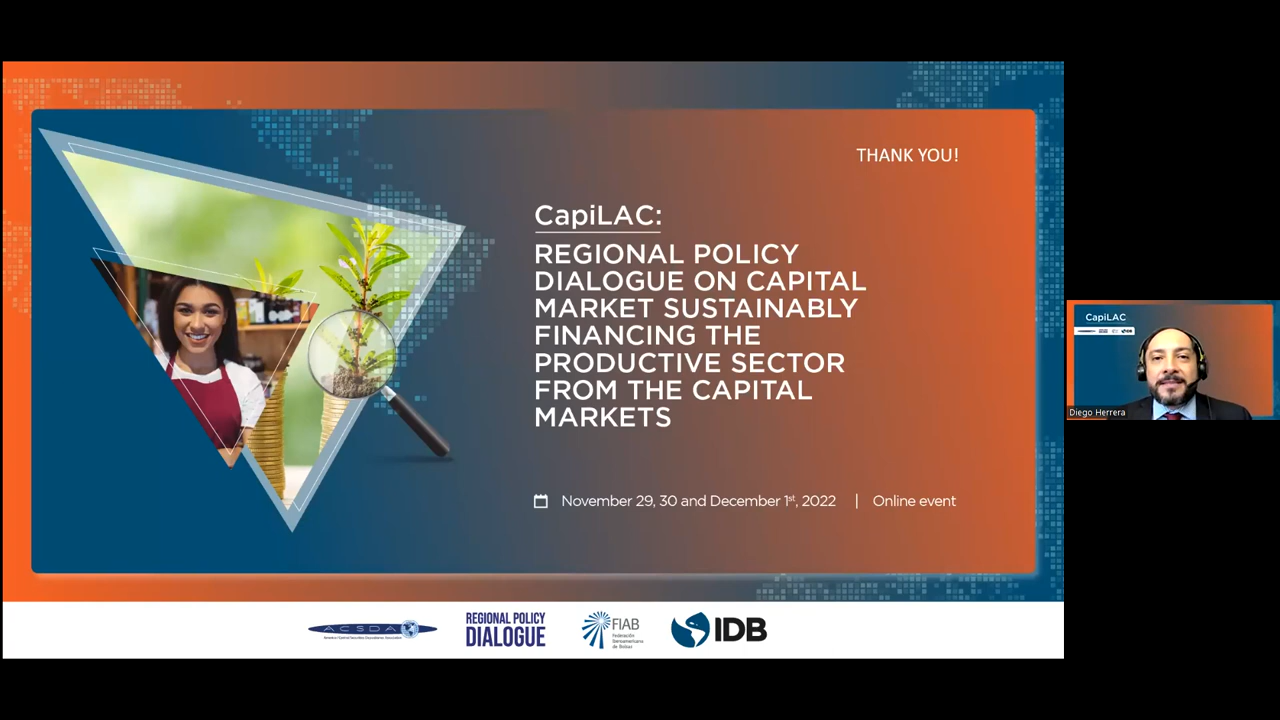 THANK YOU!
CapiLAC:
REGIONAL POLICY
DIALOGUE ON CAPITAL
MARKET SUSTAINABLY
FINANCING THE
PRODUCTIVE SECTOR
FROM THE CAPITAL
MARKETS
November 29, 30 and December 1st, 2022 | Online event
CapiLAC
Diego Herrera
ACSDA
REGIONAL POLICY
DIALOGUE
FIAB
Federación
Iberoamericana
de Bolsas
IDB